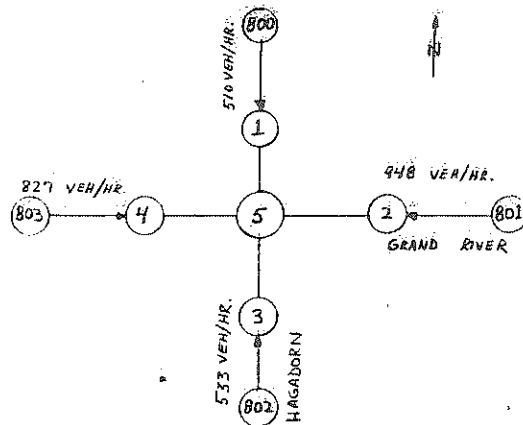 800
N
510 VEH/HR.
1
827 VEH/HR.
948 VEH/HR.
803
4
5
2
801
GRAND RIVER
3
533 VEH/HR.
HAGADORN
802